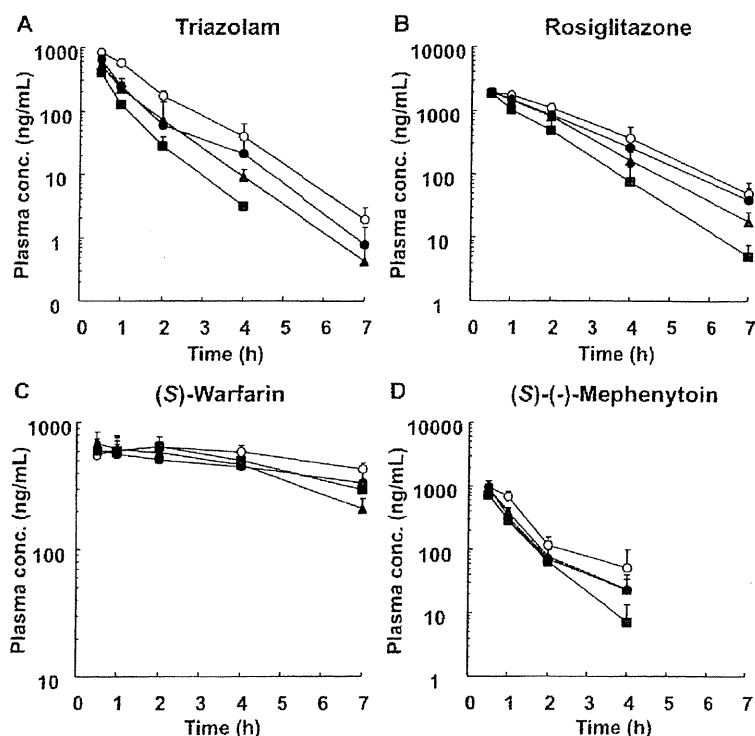 A Triazolam
Plasma conc. (ng/mL)
1000
100
10
1
0
0 1 2 3 4 5 6 7
Time (h)
B Rosiglitazone
Plasma conc. (ng/mL)
10000
1000
100
10
1
0 1 2 3 4 5 6 7
Time (h)
C (S)-Warfarin
Plasma conc. (ng/mL)
1000
100
10
0 1 2 3 4 5 6 7
Time (h)
D (S)-(-)-Mephenytoin
Plasma conc. (ng/mL)
10000
1000
100
10
1
0 1 2 3 4 5 6 7
Time (h)